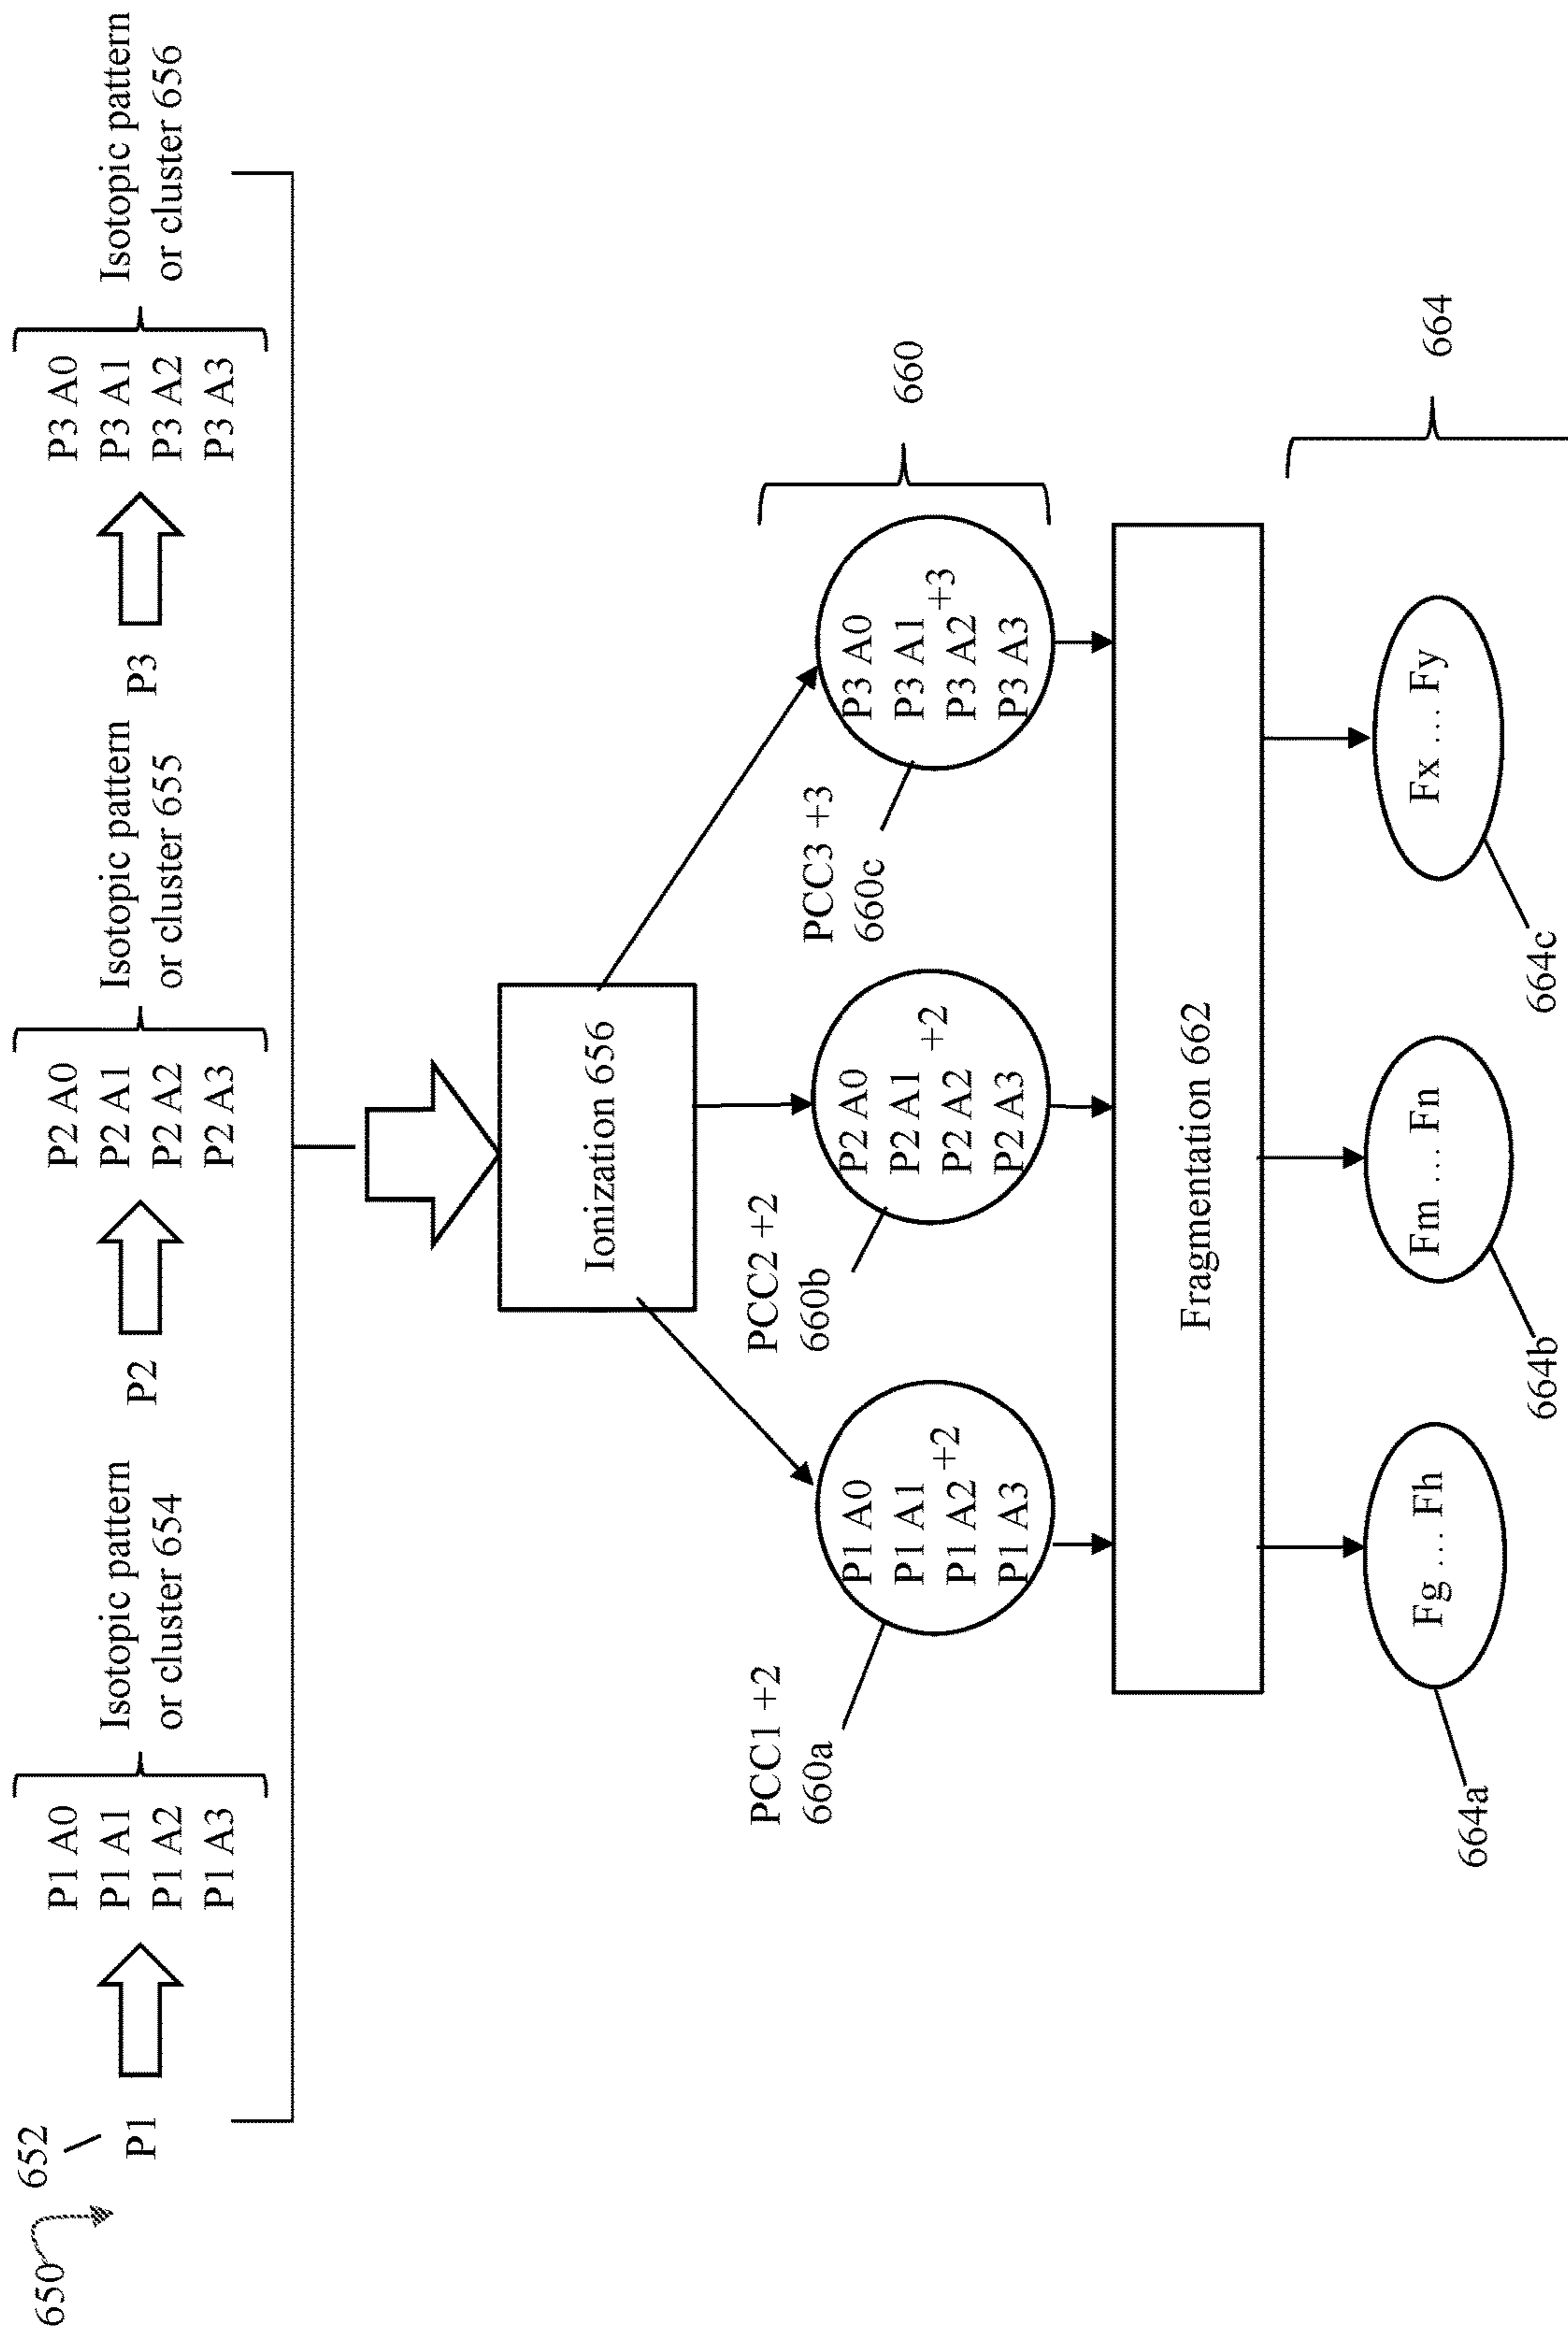 650
652
P1
P1 A0
P1 A1
P1 A2
P1 A3
Isotopic pattern
or cluster 654
P2
P2 A0
P2 A1
P2 A2
P2 A3
Isotopic pattern
or cluster 655
P3
P3 A0
P3 A1
P3 A2
P3 A3
Isotopic pattern
or cluster 656
Ionization 656
PCC1 +2
660a
P1 A0
P1 A1
+2
P1 A2
P1 A3
PCC2 +2
660b
P2 A0
P2 A1
+2
P2 A2
P2 A3
PCC3 +3
660c
P3 A0
P3 A1
+3
P3 A2
P3 A3
660
Fragmentation 662
Fg ... Fh
664a
Fm ... Fn
664b
Fx ... Fy
664c
664